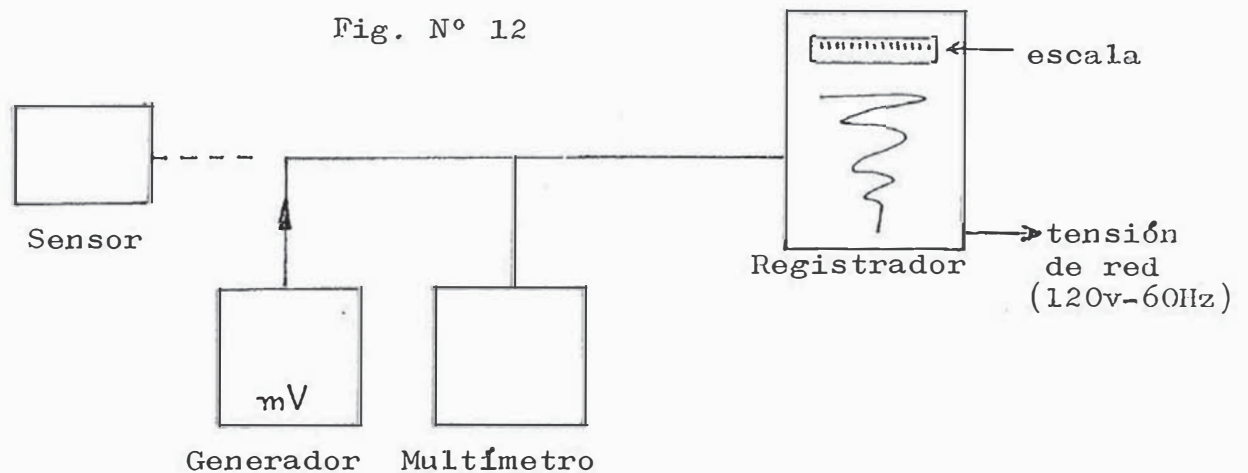 Fig. Nº 12
escala
Sensor
Registrador
tensión
de red
(120v-60Hz)
mV
Generador
Multímetro